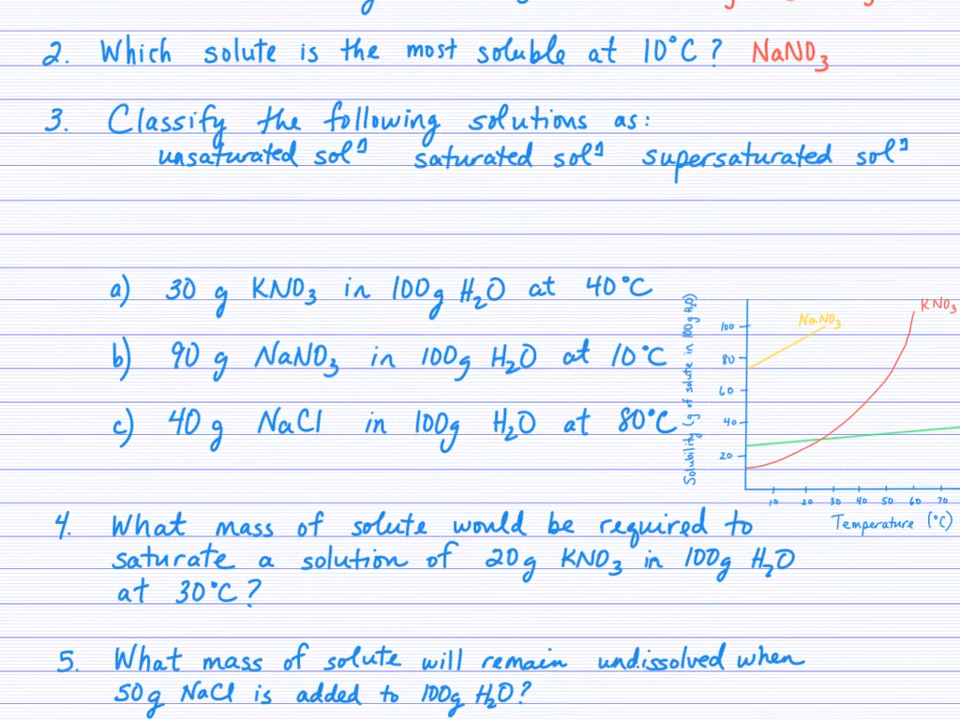 2. Which solute is the most soluble at 10°C? NaNO₃
3. Classify the following solutions as:
unsaturated solⁿ saturated solⁿ supersaturated solⁿ
a) 30 g KNO₃ in 100g H₂O at 40°C
b) 90 g NaNO₃ in 100g H₂O at 10°C
c) 40 g NaCl in 100g H₂O at 80°C
Solubility (g of solute in 100g H₂O)
100
80
60
40
20
NaNO₃
KNO₃
10 20 30 40 50 60 70
Temperature (°C)
4. What mass of solute would be required to
saturate a solution of 20g KNO₃ in 100g H₂O
at 30°C?
5. What mass of solute will remain undissolved when
50g NaCl is added to 100g H₂O?